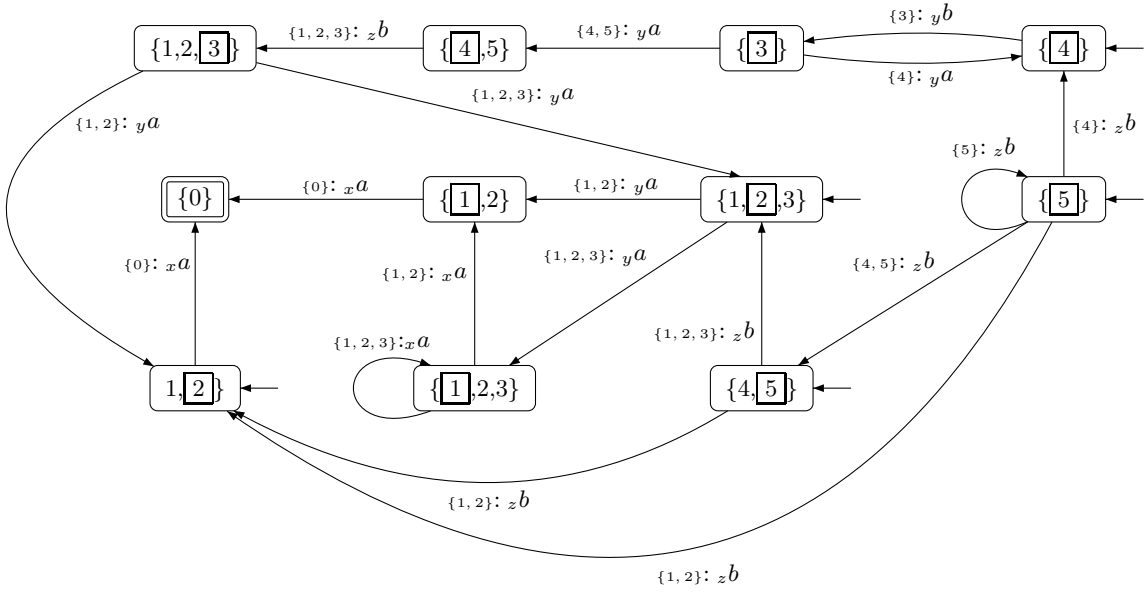 {1,2,3}
{1, 2, 3}: zb
{4,5}
{4, 5}: ya
{3}
{3}: yb
{4}: ya
{4}
{1, 2, 3}: ya
{1, 2}: ya
{4}: zb
{5}: zb
{0}
{0}: xa
{1,2}
{1, 2}: ya
{1,2,3}
{5}
{0}: xa
{1, 2}: xa
{1, 2, 3}: ya
{4, 5}: zb
{1, 2, 3}:xa
{1, 2, 3}: zb
1,2}
{1,2,3}
{4,5}
{1, 2}: zb
{1, 2}: zb